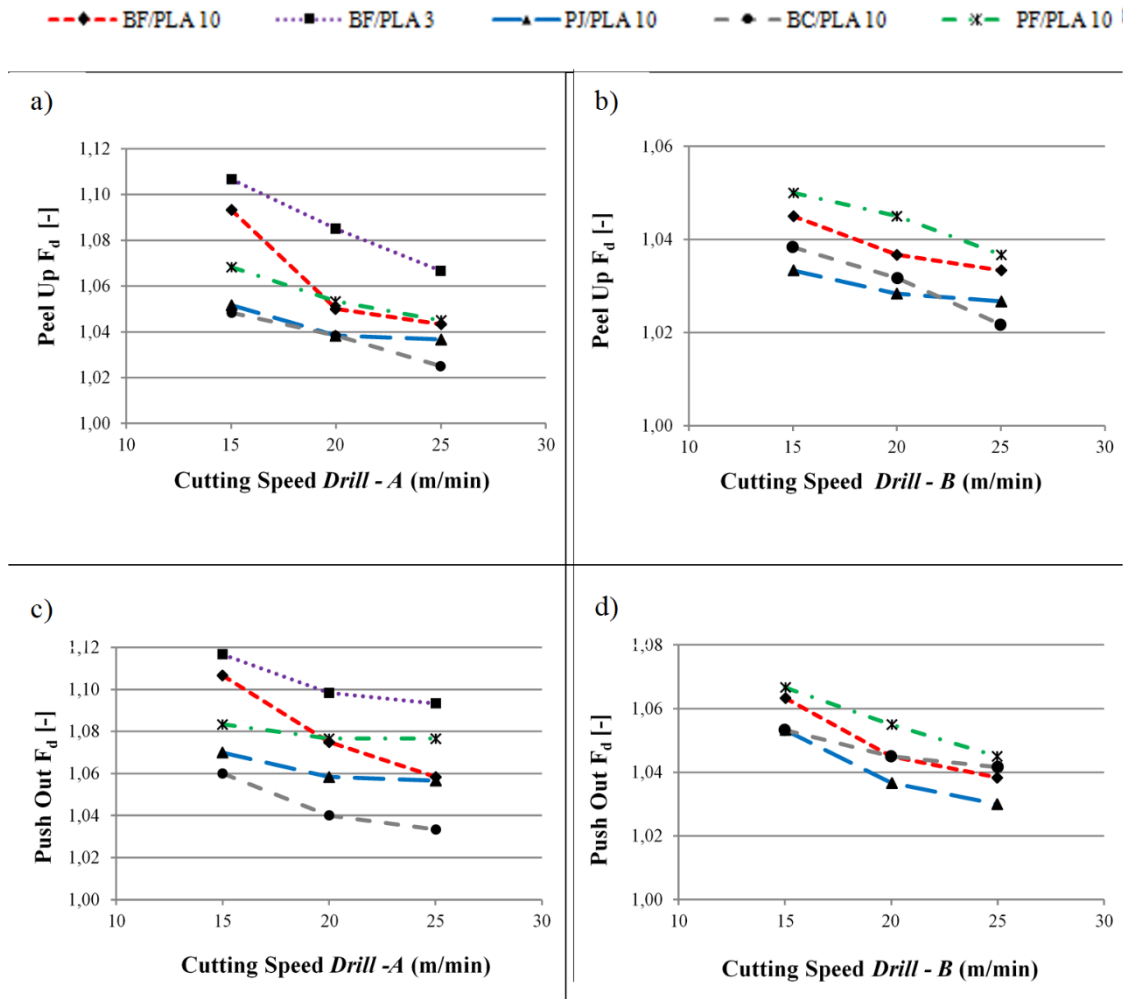 BF/PLA 10 BF/PLA 3 PJ/PLA 10 BC/PLA 10 PF/PLA 10
a)
1,12
1,10
1,08
1,06
1,04
1,02
1,00
Peel Up Fd [-]
10 15 20 25 30
Cutting Speed Drill - A (m/min)
b)
1,06
1,04
1,02
1,00
Peel Up Fd [-]
10 15 20 25 30
Cutting Speed Drill - B (m/min)
c)
1,12
1,10
1,08
1,06
1,04
1,02
1,00
Push Out Fd [-]
10 15 20 25 30
Cutting Speed Drill -A (m/min)
d)
1,08
1,06
1,04
1,02
1,00
Push Out Fd [-]
10 15 20 25 30
Cutting Speed Drill - B (m/min)